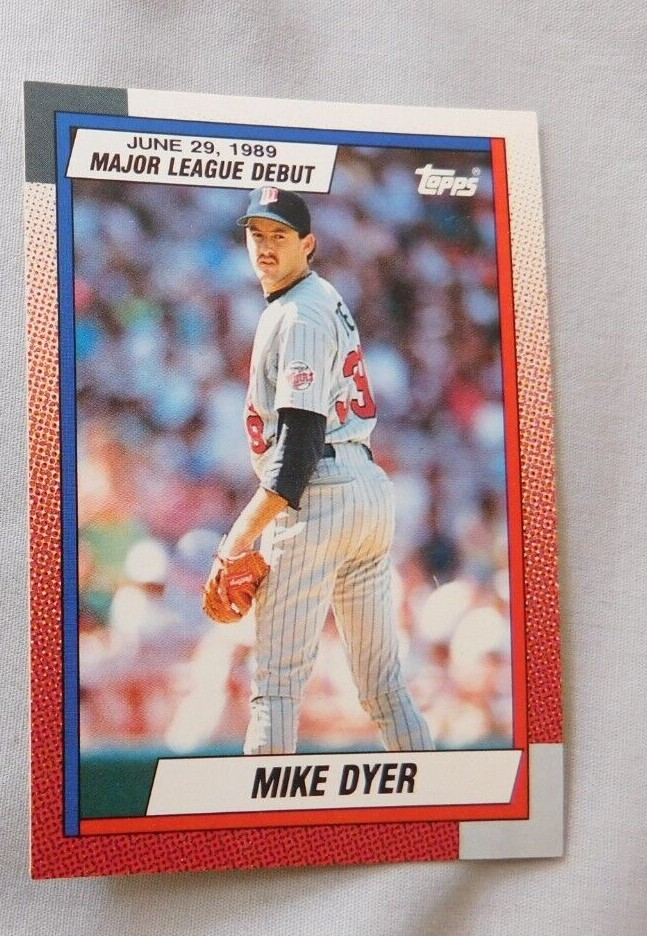 JUNE 29, 1989
MAJOR LEAGUE DEBUT
TOPPS®
MIKE DYER